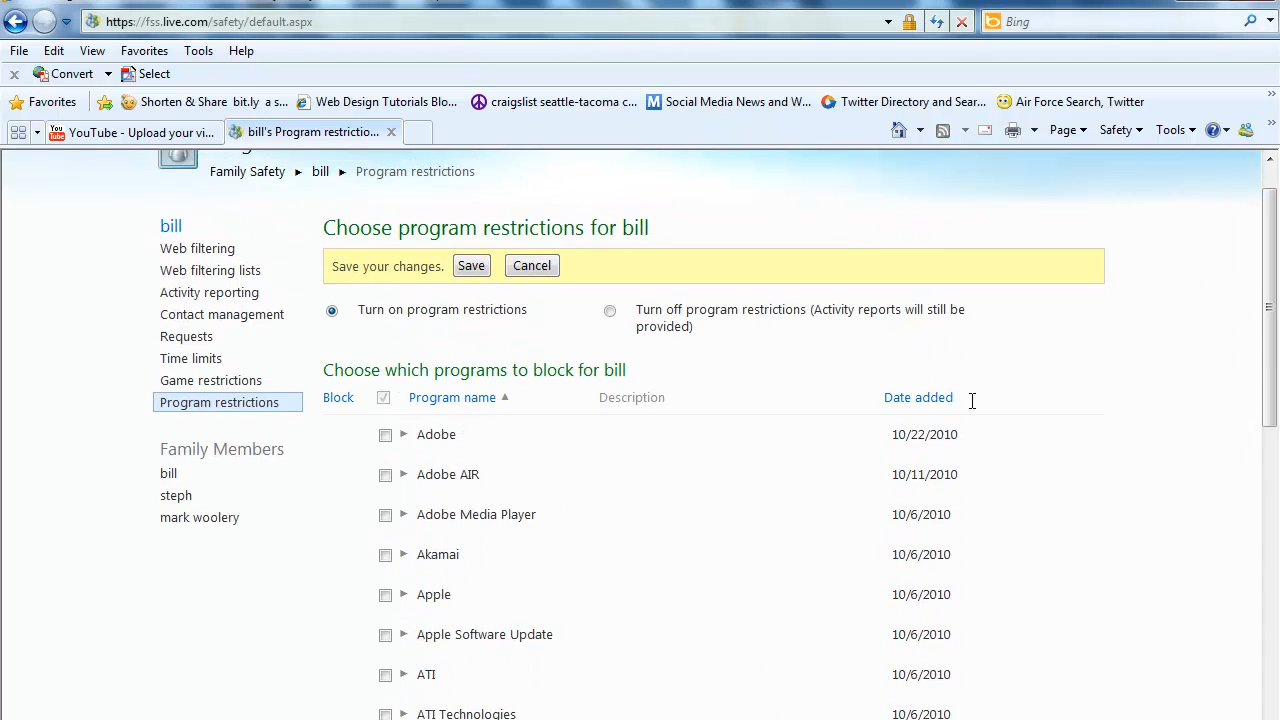 https://fss.live.com/safety/default.aspx
Bing
File Edit View Favorites Tools Help
x Convert Select
Favorites Shorten & Share bit.ly a s... Web Design Tutorials Blo... craigslist seattle-tacoma c... Social Media News and W... Twitter Directory and Sear... Air Force Search, Twitter
YouTube - Upload your vi... bill's Program restrictio... Page Safety Tools
Family Safety ► bill ► Program restrictions
bill
Web filtering
Web filtering lists
Activity reporting
Contact management
Requests
Time limits
Game restrictions
Program restrictions
Family Members
bill
steph
mark woolery
Choose program restrictions for bill
Save your changes. Save Cancel
Turn on program restrictions
Turn off program restrictions (Activity reports will still be
provided)
Choose which programs to block for bill
Block Program name Description Date added
Adobe 10/22/2010
Adobe AIR 10/11/2010
Adobe Media Player 10/6/2010
Akamai 10/6/2010
Apple 10/6/2010
Apple Software Update 10/6/2010
ATI 10/6/2010
ATI Technologies 10/6/2010